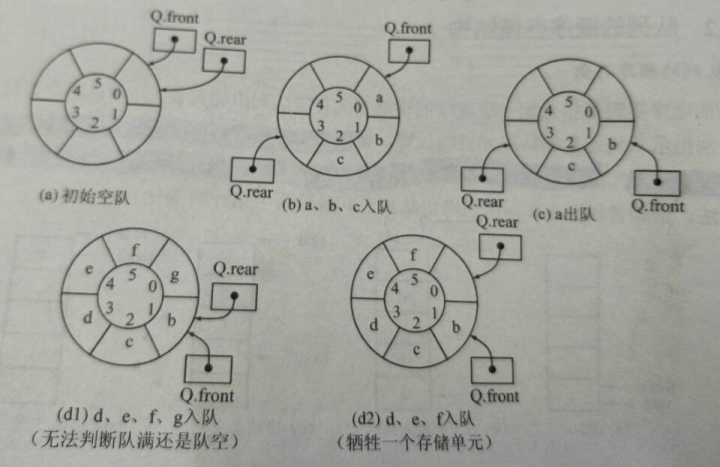 Q.front
Q.rear
5
4 0
3 1
2
(a) 初始空队
Q.front
5
4 0 a
3 1 b
2
c
Q.rear
(b) a、b、c入队
5
4 0
3 1 b
2
c
Q.rear
Q.front
(c) a出队
f
e 5 g
4 0
3 1
d 2 b
c
Q.rear
Q.front
(d1) d、e、f、g入队
(无法判断队满还是队空)
Q.rear
f
e 5
4 0
3 1
d 2 b
c
Q.front
(d2) d、e、f入队
(牺牲一个存储单元)